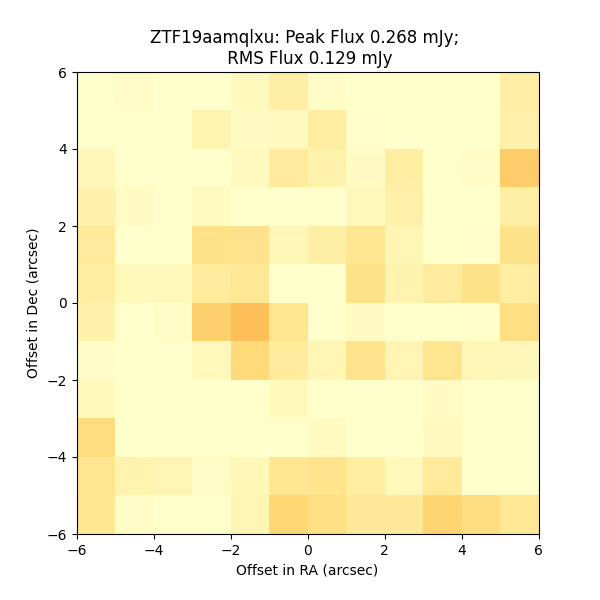 ZTF19aamqlxu: Peak Flux 0.268 mJy;
RMS Flux 0.129 mJy
6
4
2
0
−2
−4
−6
Offset in Dec (arcsec)
−6 −4 −2 0 2 4 6
Offset in RA (arcsec)